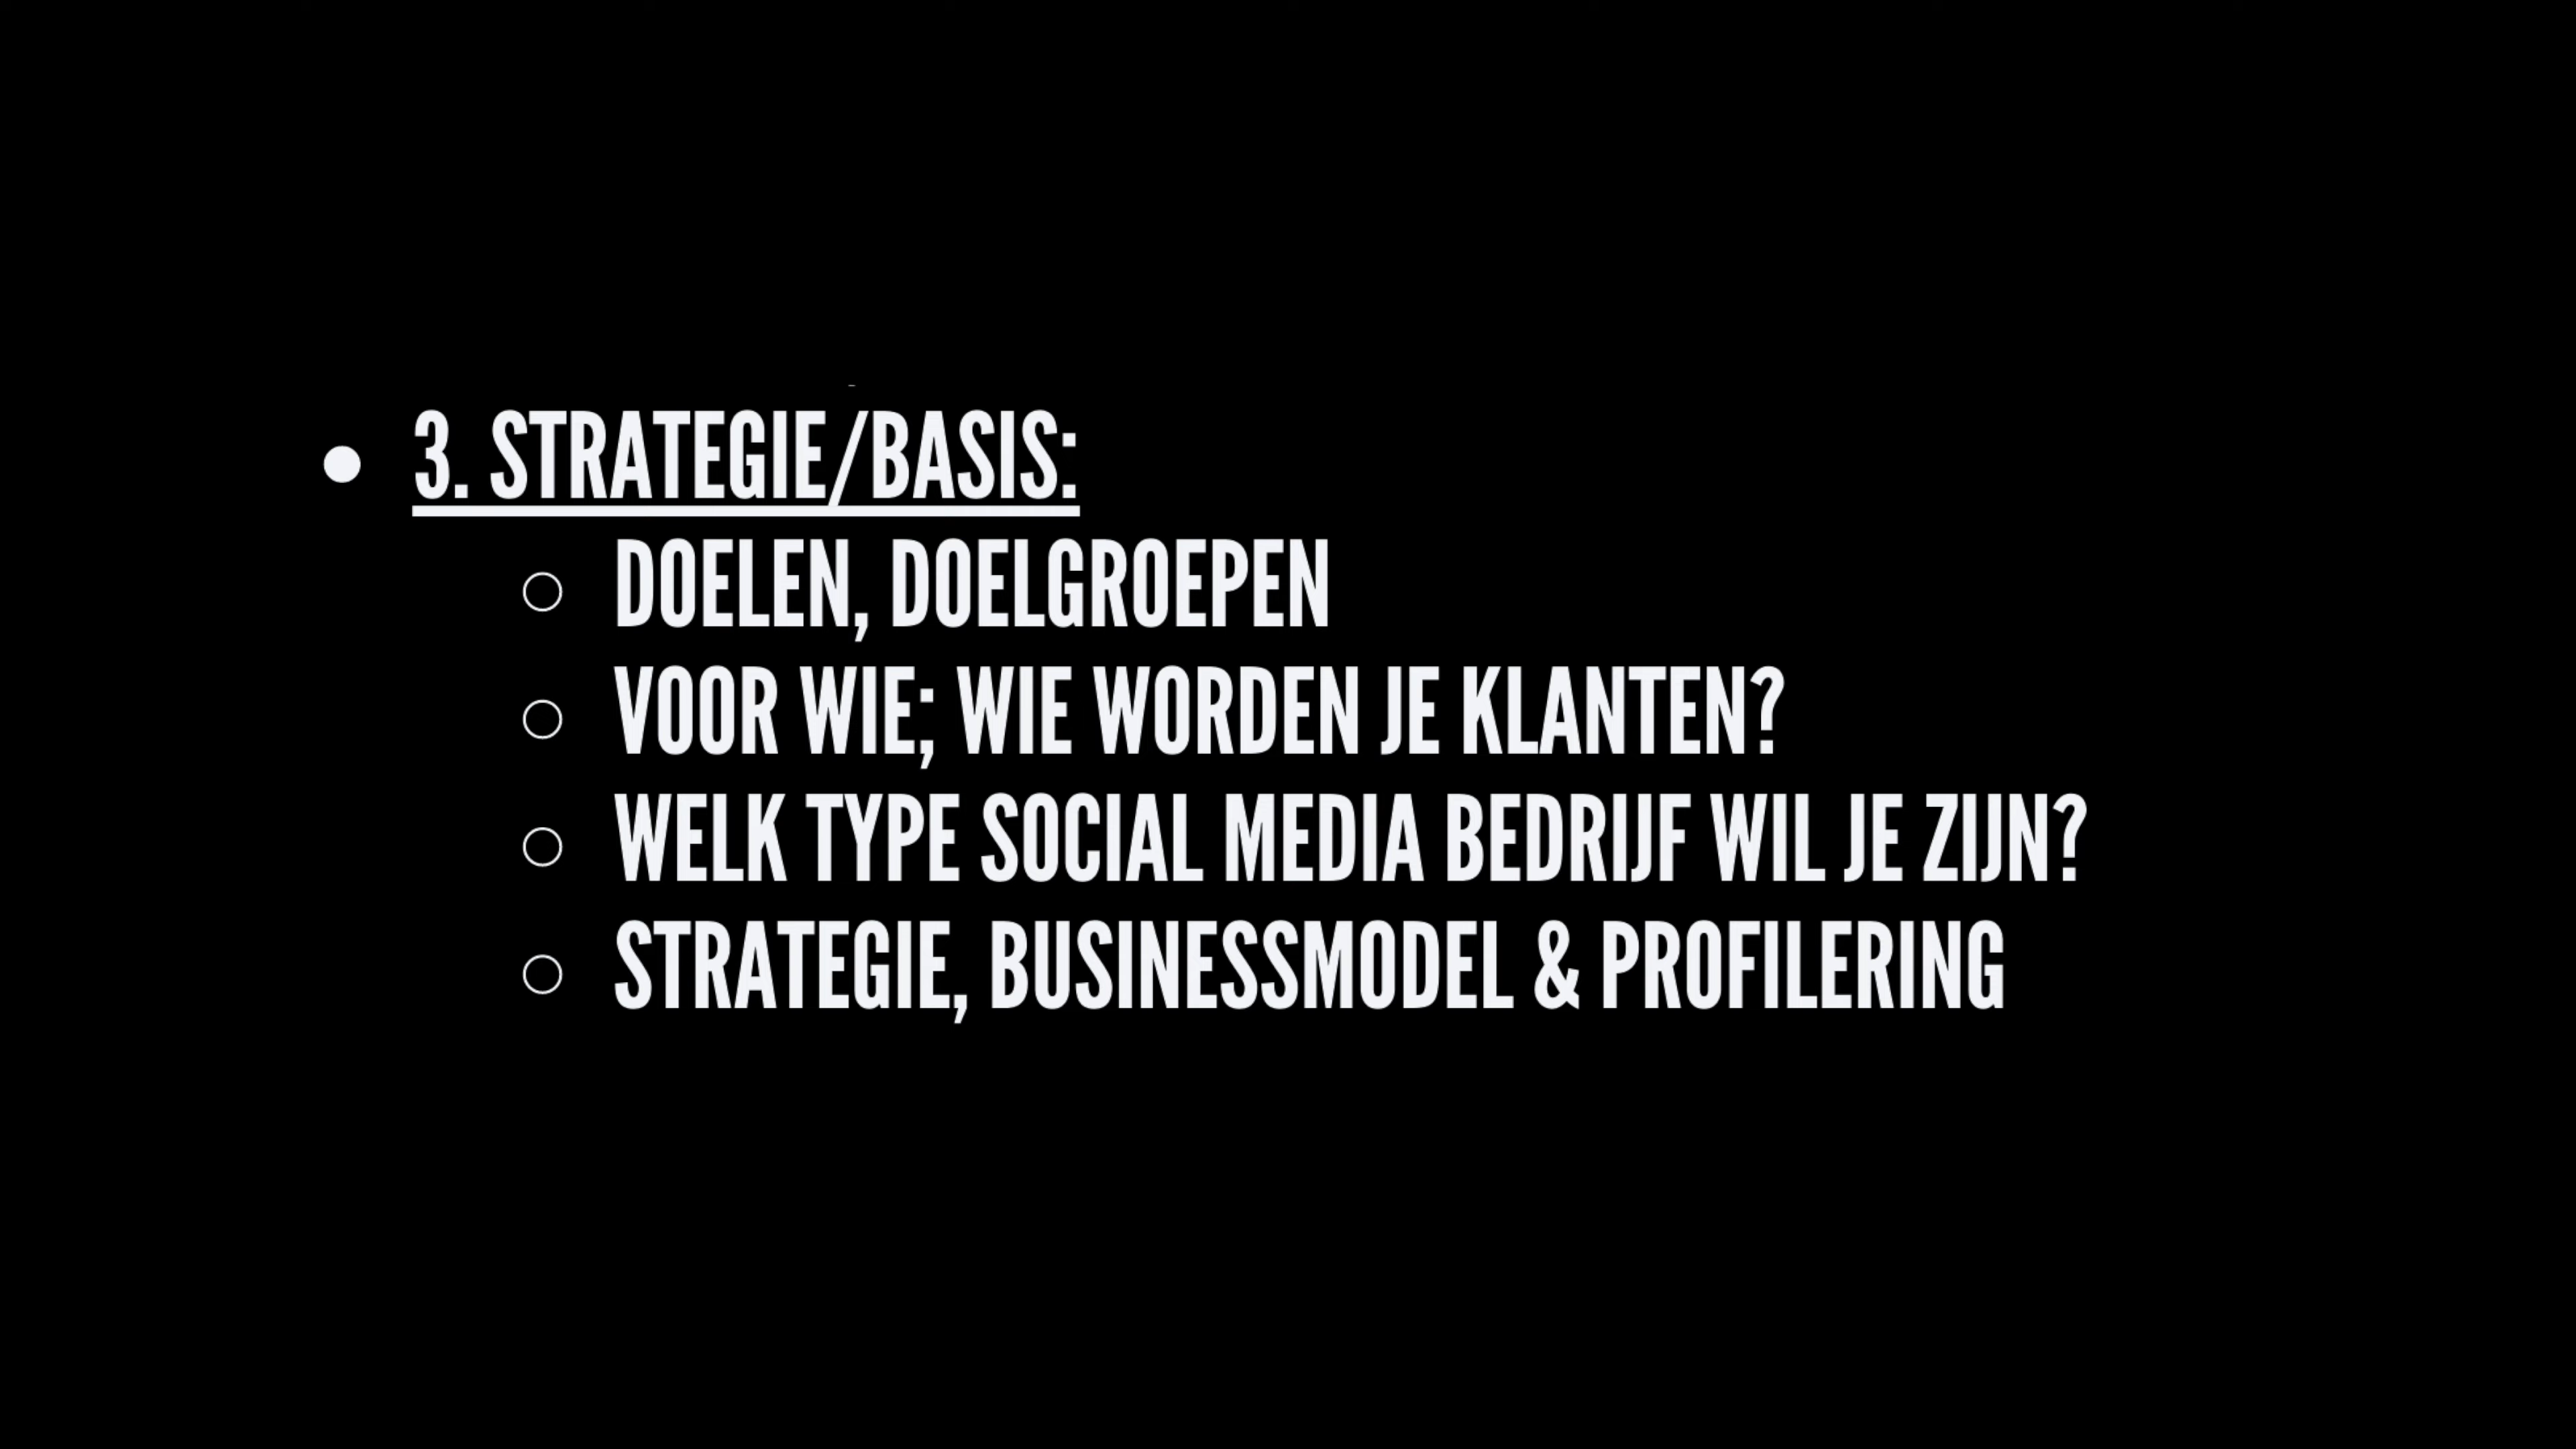 • 3. STRATEGIE/BASIS:
○ DOELEN, DOELGROEPEN
○ VOOR WIE; WIE WORDEN JE KLANTEN?
○ WELK TYPE SOCIAL MEDIA BEDRIJF WIL JE ZIJN?
○ STRATEGIE, BUSINESSMODEL & PROFILERING